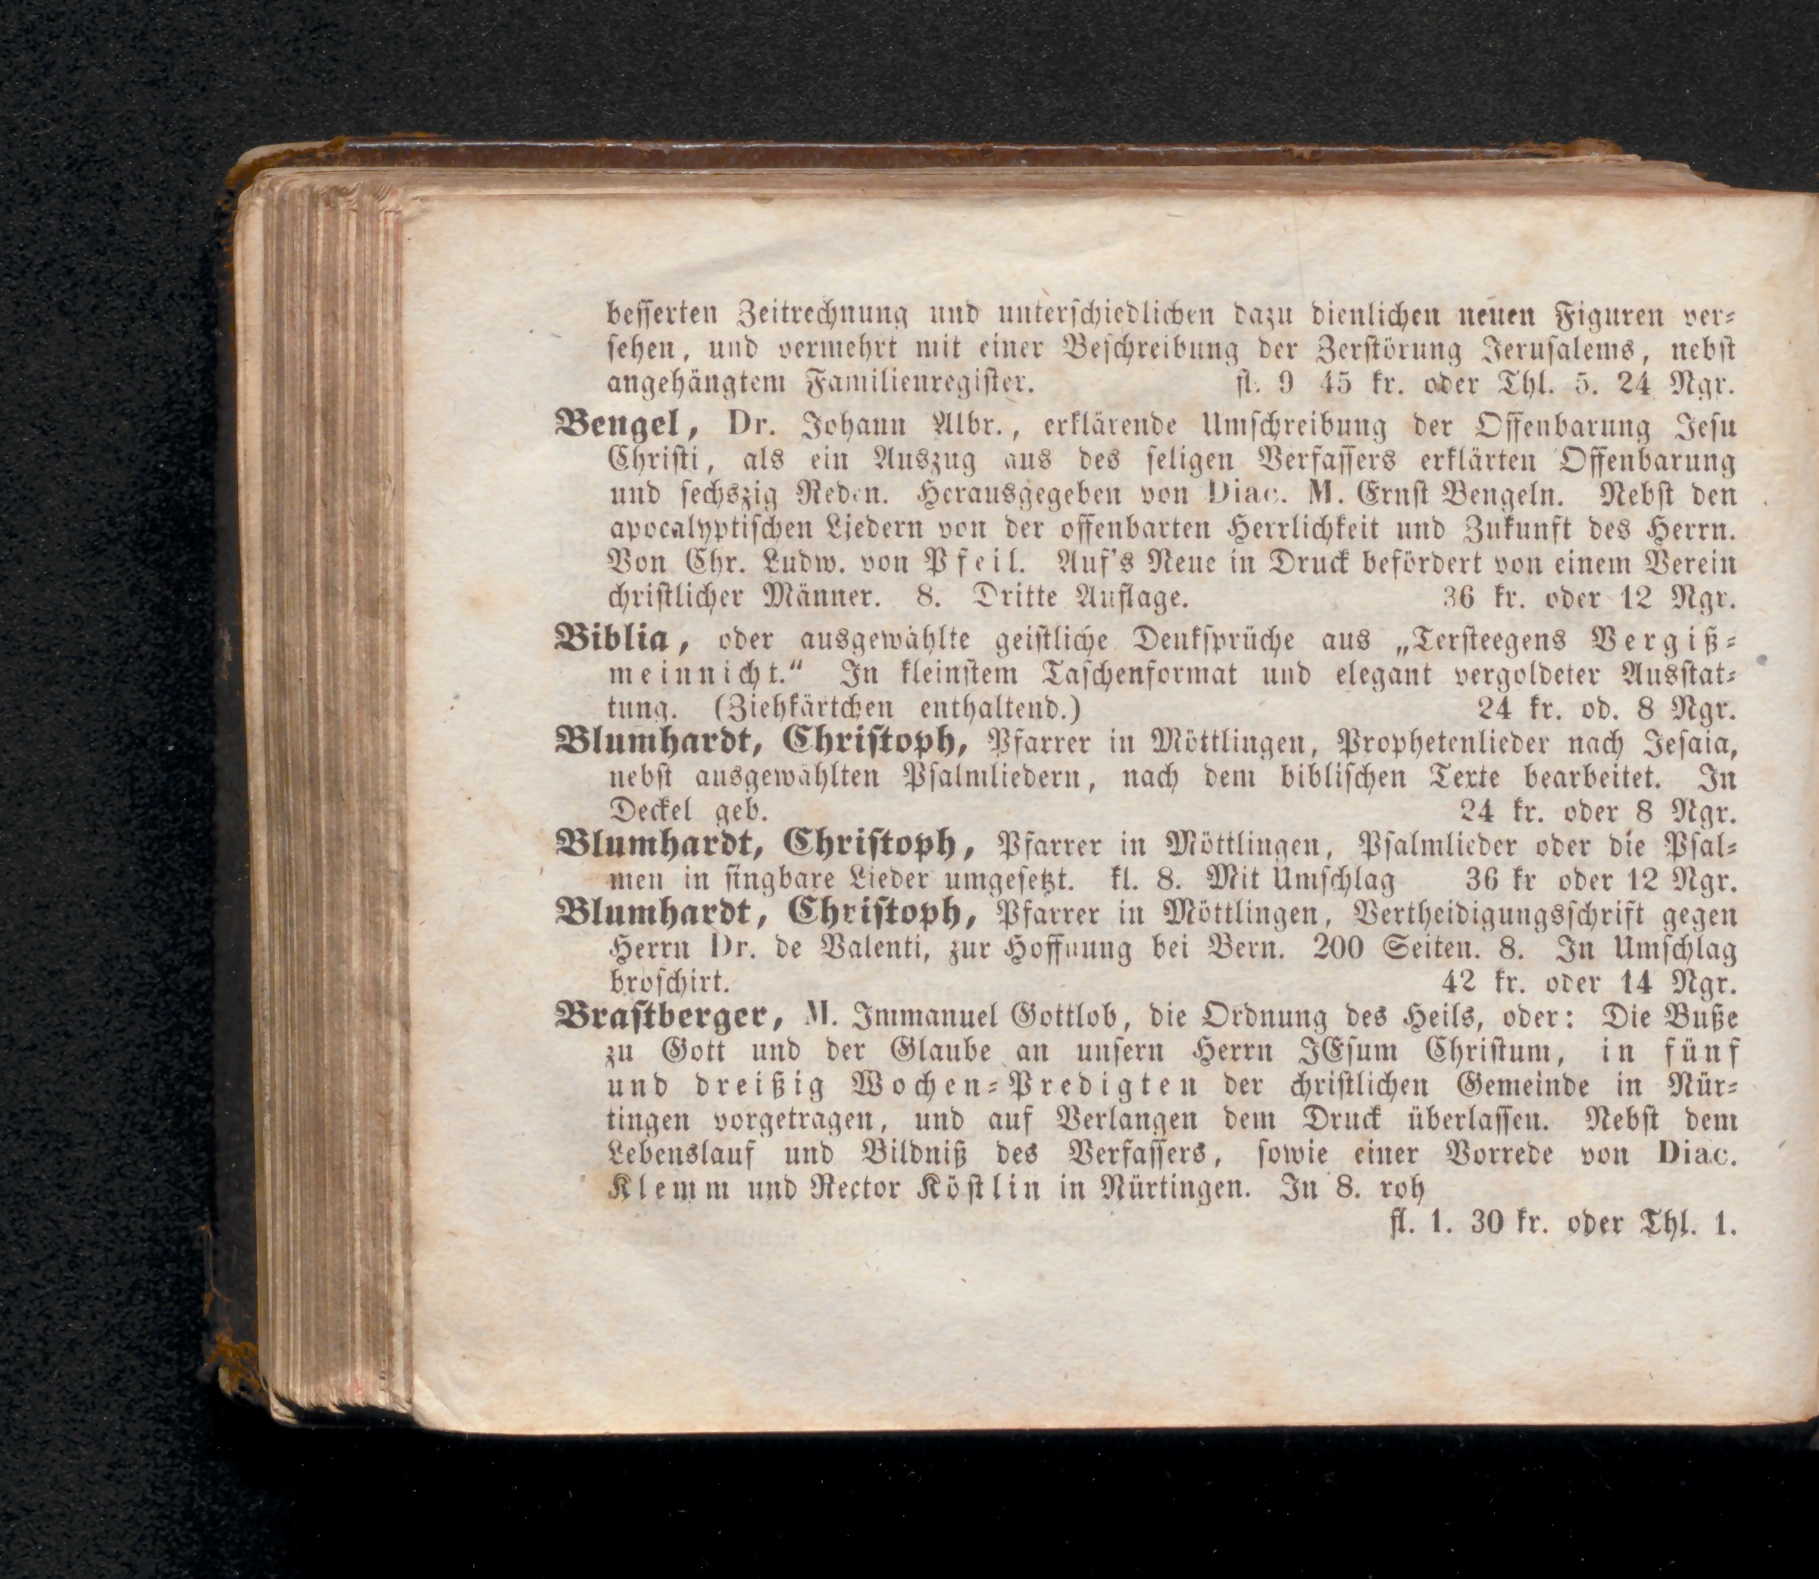 besserten Zeitrechnung und unterschiedlichen dazu dienlichen neuen Figuren ver-
sehen, und vermehrt mit einer Beschreibung der Zerstörung Jerusalems, nebst
angehängtem Familienregister. fl. 9 45 kr. oder Thl. 5. 24 Ngr.
Bengel, Dr. Johann Albr., erklärende Umschreibung der Offenbarung Jesu
Christi, als ein Auszug aus des seligen Verfassers erklärten Offenbarung
und sechszig Reden. Herausgegeben von Diac. M. Ernst Bengeln. Nebst den
apocalyptischen Liedern von der offenbarten Herrlichkeit und Zukunft des Herrn.
Von Chr. Ludw. von Pfeil. Auf's Neue in Druck befördert von einem Verein
christlicher Männer. 8. Dritte Auflage. 36 kr. oder 12 Ngr.
Biblia, oder ausgewählte geistliche Denksprüche aus „Tersteegens Vergiß-
meinnicht.“ In kleinstem Taschenformat und elegant vergoldeter Ausstat-
tung. (Ziehkärtchen enthaltend.) 24 kr. od. 8 Ngr.
Blumhardt, Christoph, Pfarrer in Möttlingen, Prophetenlieder nach Jesaia,
nebst ausgewählten Psalmliedern, nach dem biblischen Texte bearbeitet. In
Deckel geb. 24 kr. oder 8 Ngr.
Blumhardt, Christoph, Pfarrer in Möttlingen, Psalmlieder oder die Psal-
men in singbare Lieder umgesetzt. kl. 8. Mit Umschlag 36 kr oder 12 Ngr.
Blumhardt, Christoph, Pfarrer in Möttlingen, Vertheidigungsschrift gegen
Herrn Dr. de Valenti, zur Hoffnung bei Bern. 200 Seiten. 8. In Umschlag
broschirt. 42 kr. oder 14 Ngr.
Brastberger, M. Immanuel Gottlob, die Ordnung des Heils, oder: Die Buße
zu Gott und der Glaube an unsern Herrn JEsum Christum, in fünf
und dreißig Wochen-Predigten der christlichen Gemeinde in Nür-
tingen vorgetragen, und auf Verlangen dem Druck überlassen. Nebst dem
Lebenslauf und Bildniß des Verfassers, sowie einer Vorrede von Diac.
Klemm und Rector Köstlin in Nürtingen. In 8. roh
fl. 1. 30 kr. oder Thl. 1.